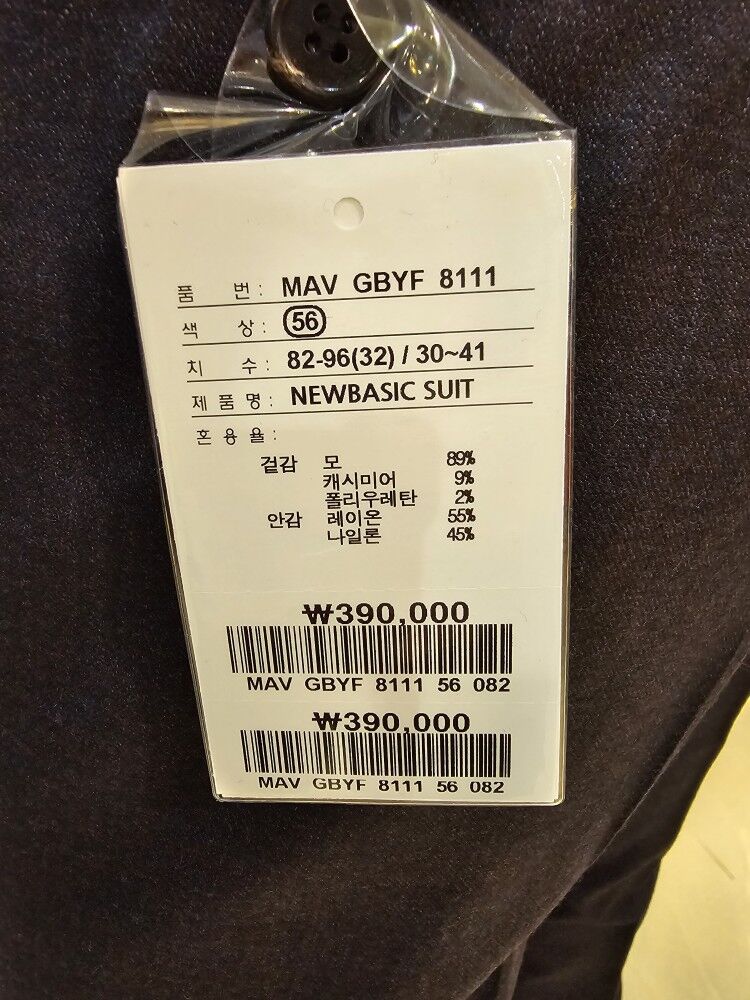 품 번 : MAV GBYF 8111
색 상 : 56
치 수 : 82-96(32) / 30~41
제 품 명 : NEWBASIC SUIT
혼 용 율 :
겉감 모 89%
캐시미어 9%
폴리우레탄 2%
안감 레이온 55%
나일론 45%
₩390,000
MAV GBYF 8111 56 082
₩390,000
MAV GBYF 8111 56 082